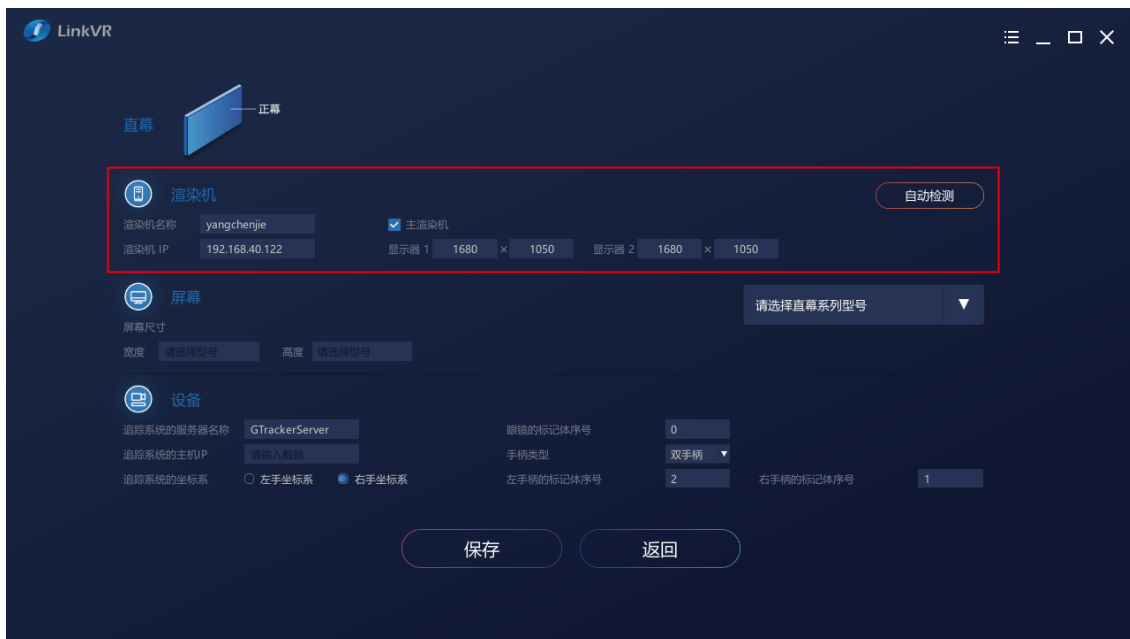 LinkVR
直幕
正幕
渲染机
自动检测
渲染机名称 yangchenjie 主渲染机
渲染机 IP 192.168.40.122 显示器 1 1680 × 1050 显示器 2 1680 × 1050
屏幕
请选择直幕系列型号
屏幕尺寸
宽度 请选择型号 高度 请选择型号
设备
追踪系统的服务器名称 GTrackerServer 眼镜的标记体序号 0
追踪系统的主机IP 请输入数据 手柄类型 双手柄
追踪系统的坐标系 左手坐标系 右手坐标系 左手柄的标记体序号 2 右手柄的标记体序号 1
保存 返回